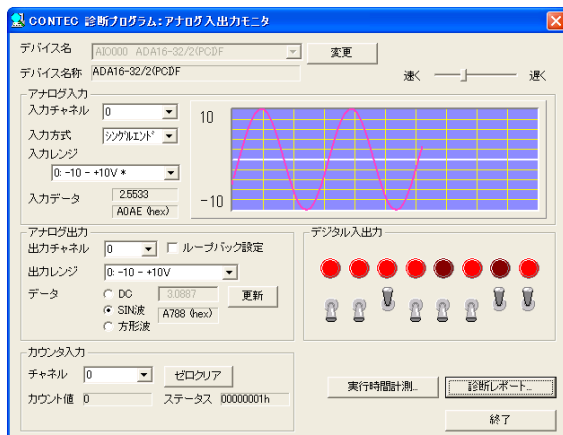 CONTEC 診断プログラム:アナログ入出力モニタ
デバイス名 AIO000 ADA16-32/2(PCI)F 変更
デバイス名称 ADA16-32/2(PCI)F
速く 遅く
アナログ入力
入力チャネル 0
入力方式 シングルエンド
入力レンジ
0: -10 - +10V *
入力データ 2.5533
A0AE (hex)
10
-10
アナログ出力
出力チャネル 0 ループバック設定
出力レンジ 0: -10 - +10V
データ DC 3.0887 更新
SIN波 A788 (hex)
方形波
デジタル入出力
カウンタ入力
チャネル 0 ゼロクリア
カウント値 0 ステータス 00000001h
実行時間計測... 診断レポート...
終了